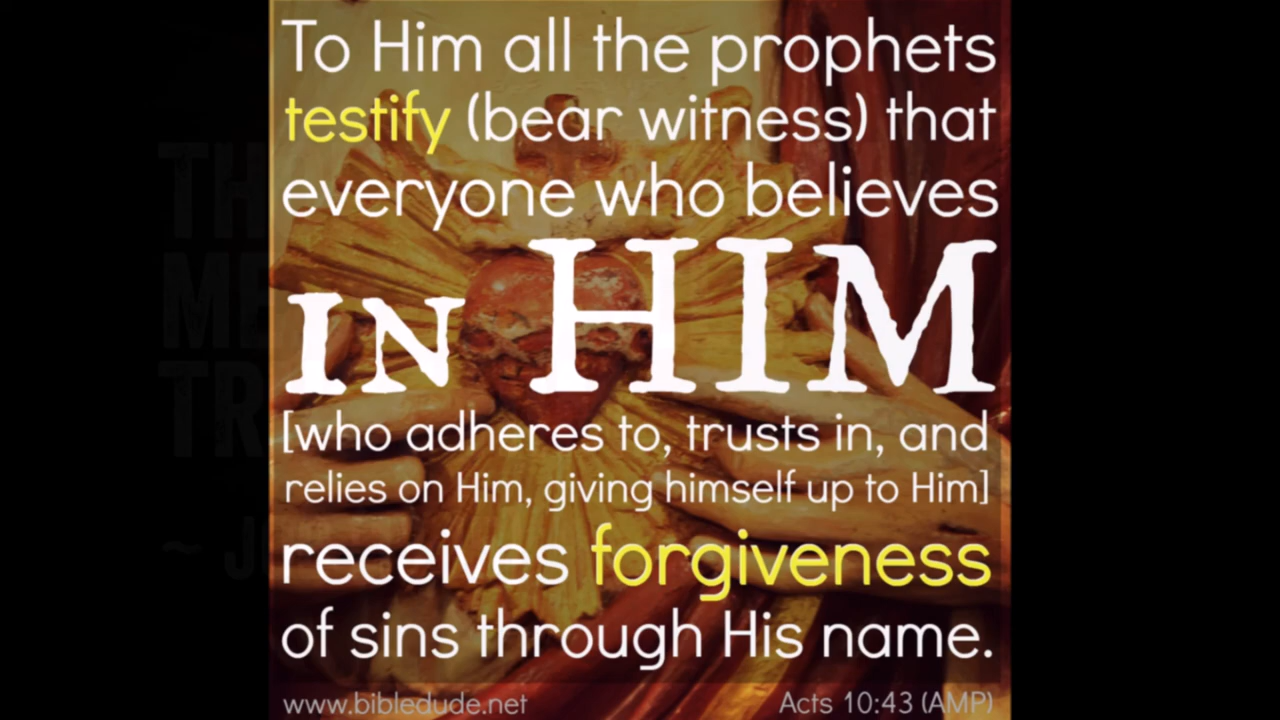 To Him all the prophets
testify (bear witness) that
everyone who believes
IN HIM
[who adheres to, trusts in, and
relies on Him, giving himself up to Him]
receives forgiveness
of sins through His name.
www.bibledude.net Acts 10:43 (AMP)